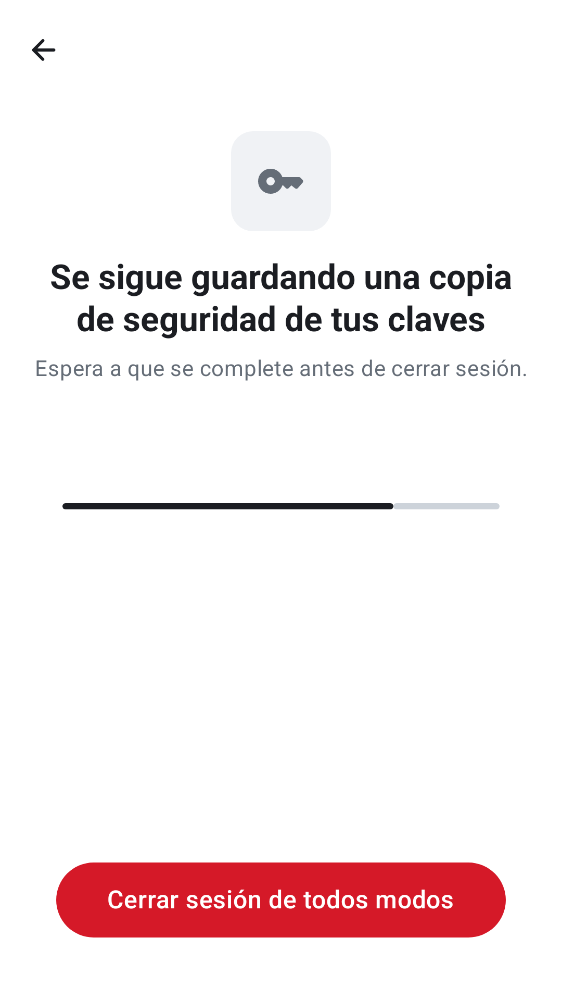 Se sigue guardando una copia
de seguridad de tus claves
Espera a que se complete antes de cerrar sesión.
Cerrar sesión de todos modos